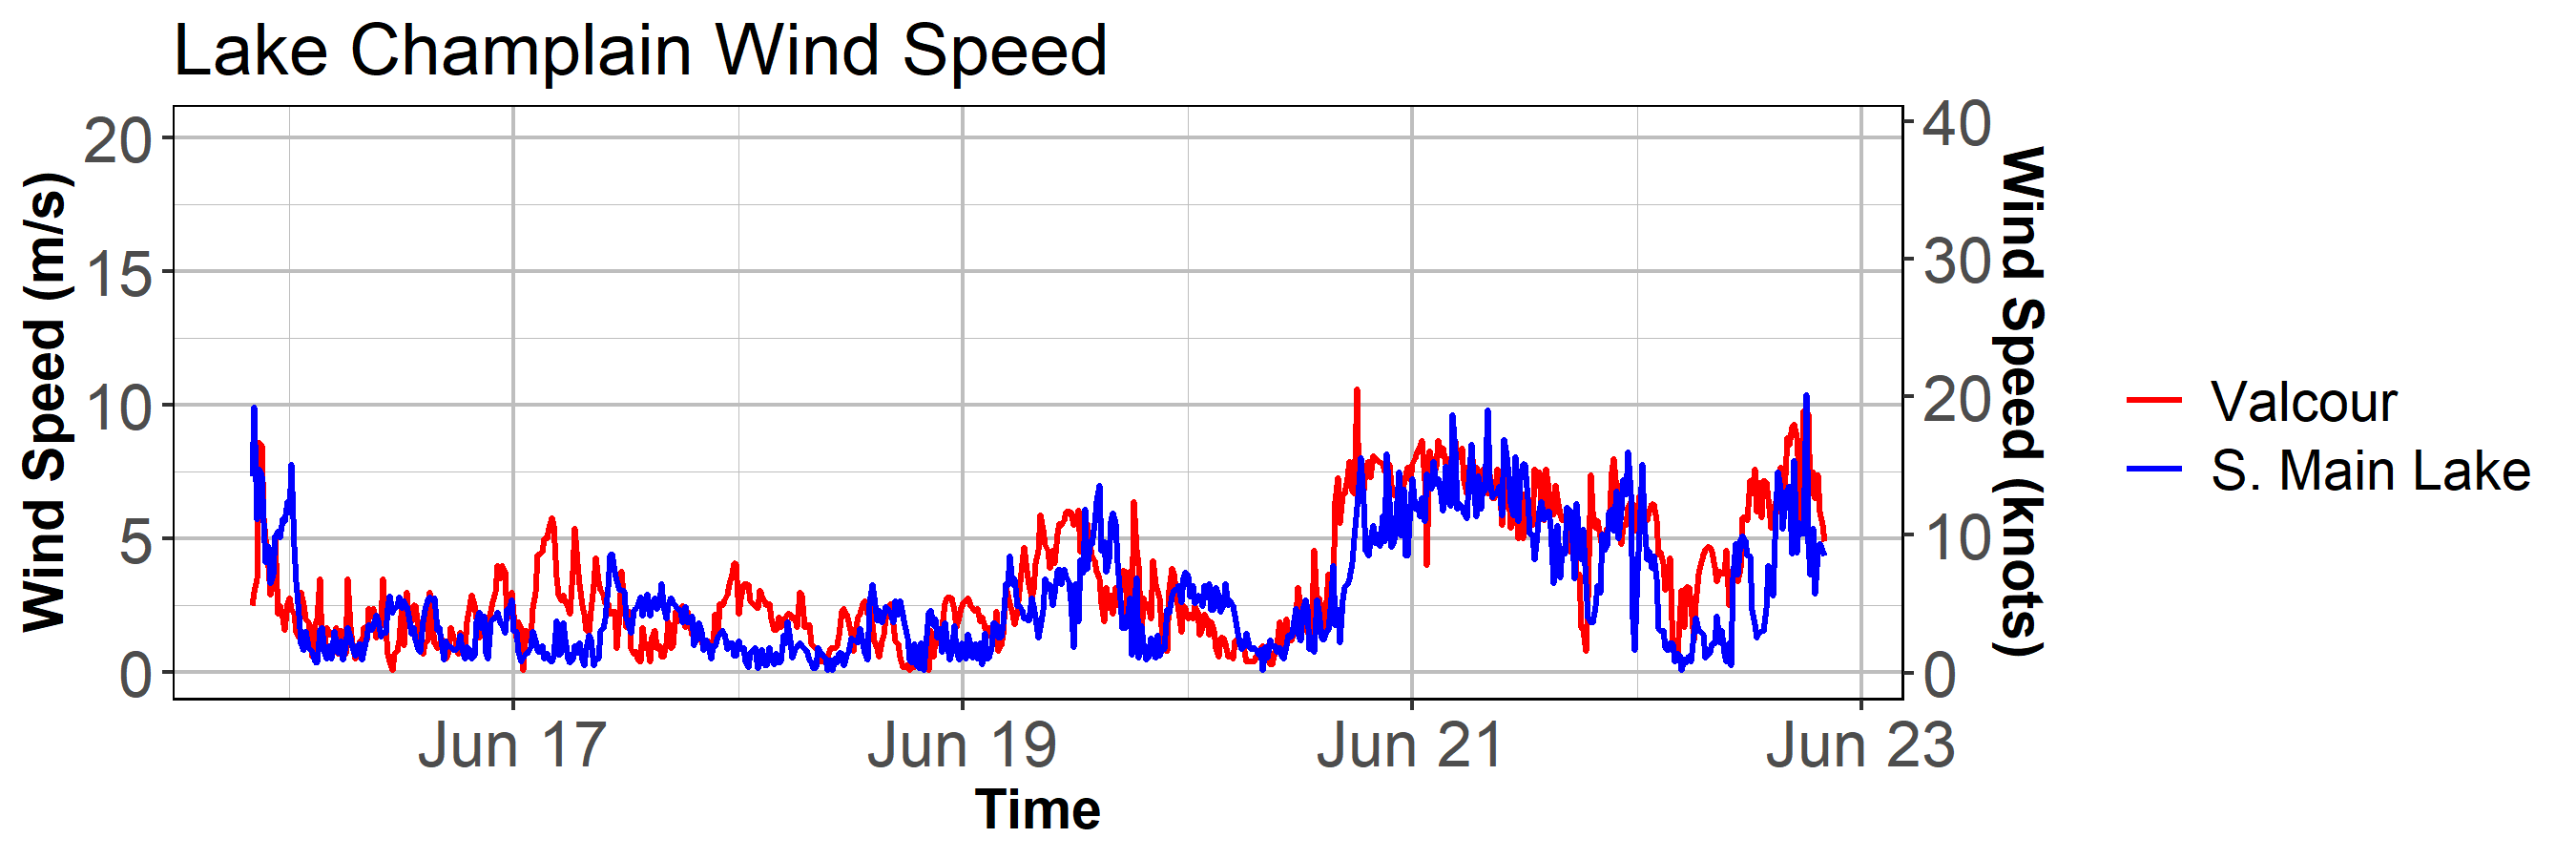 Lake Champlain Wind Speed
Wind Speed (m/s)
20
15
10
5
0
40
30
20
10
0
Wind Speed (knots)
Jun 17
Jun 19
Jun 21
Jun 23
Time
Valcour
S. Main Lake